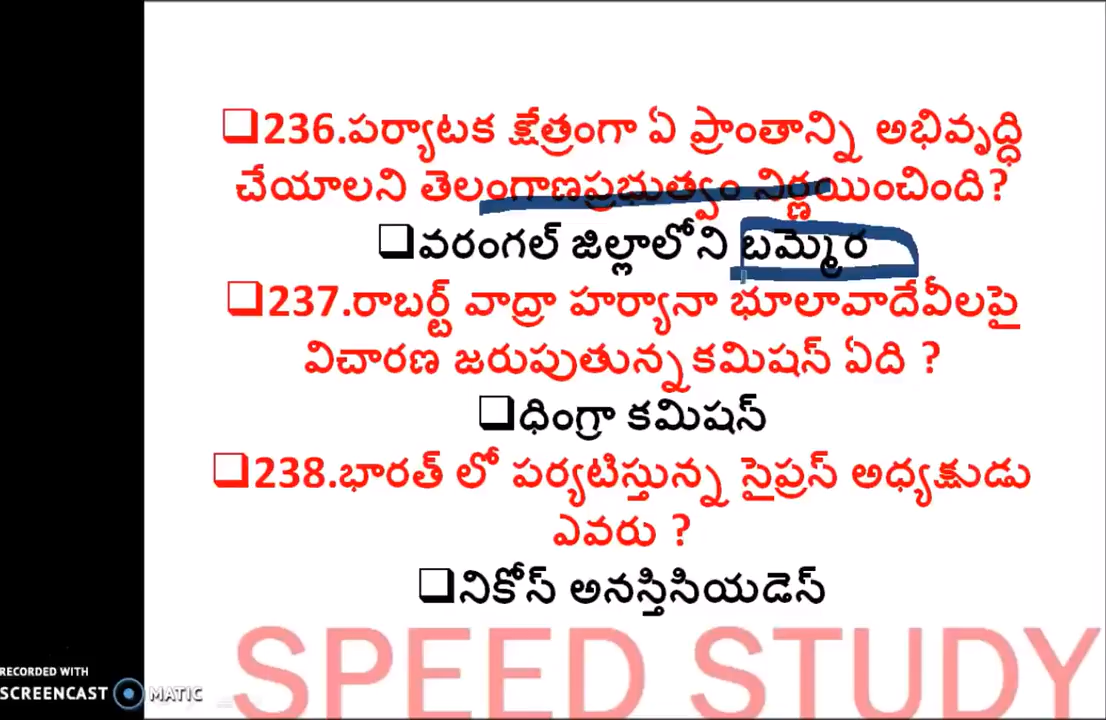 236.పర్యాటక క్షేత్రంగా ఏ ప్రాంతాన్ని అభివృద్ధి
చేయాలని తెలంగాణప్రభుత్వం నిర్ణయించింది?
వరంగల్ జిల్లాలోని బమ్మెర
237.రాబర్ట్ వాద్రా హర్యానా భూలావాదేవీలపై
విచారణ జరుపుతున్న కమిషన్ ఏది ?
ధింగ్రా కమిషన్
238.భారత్ లో పర్యటిస్తున్న సైప్రస్ అధ్యక్షుడు
ఎవరు ?
నికోస్ అనస్తిసియడెస్
SPEED STUDY
RECORDED WITH
SCREENCAST MATIC